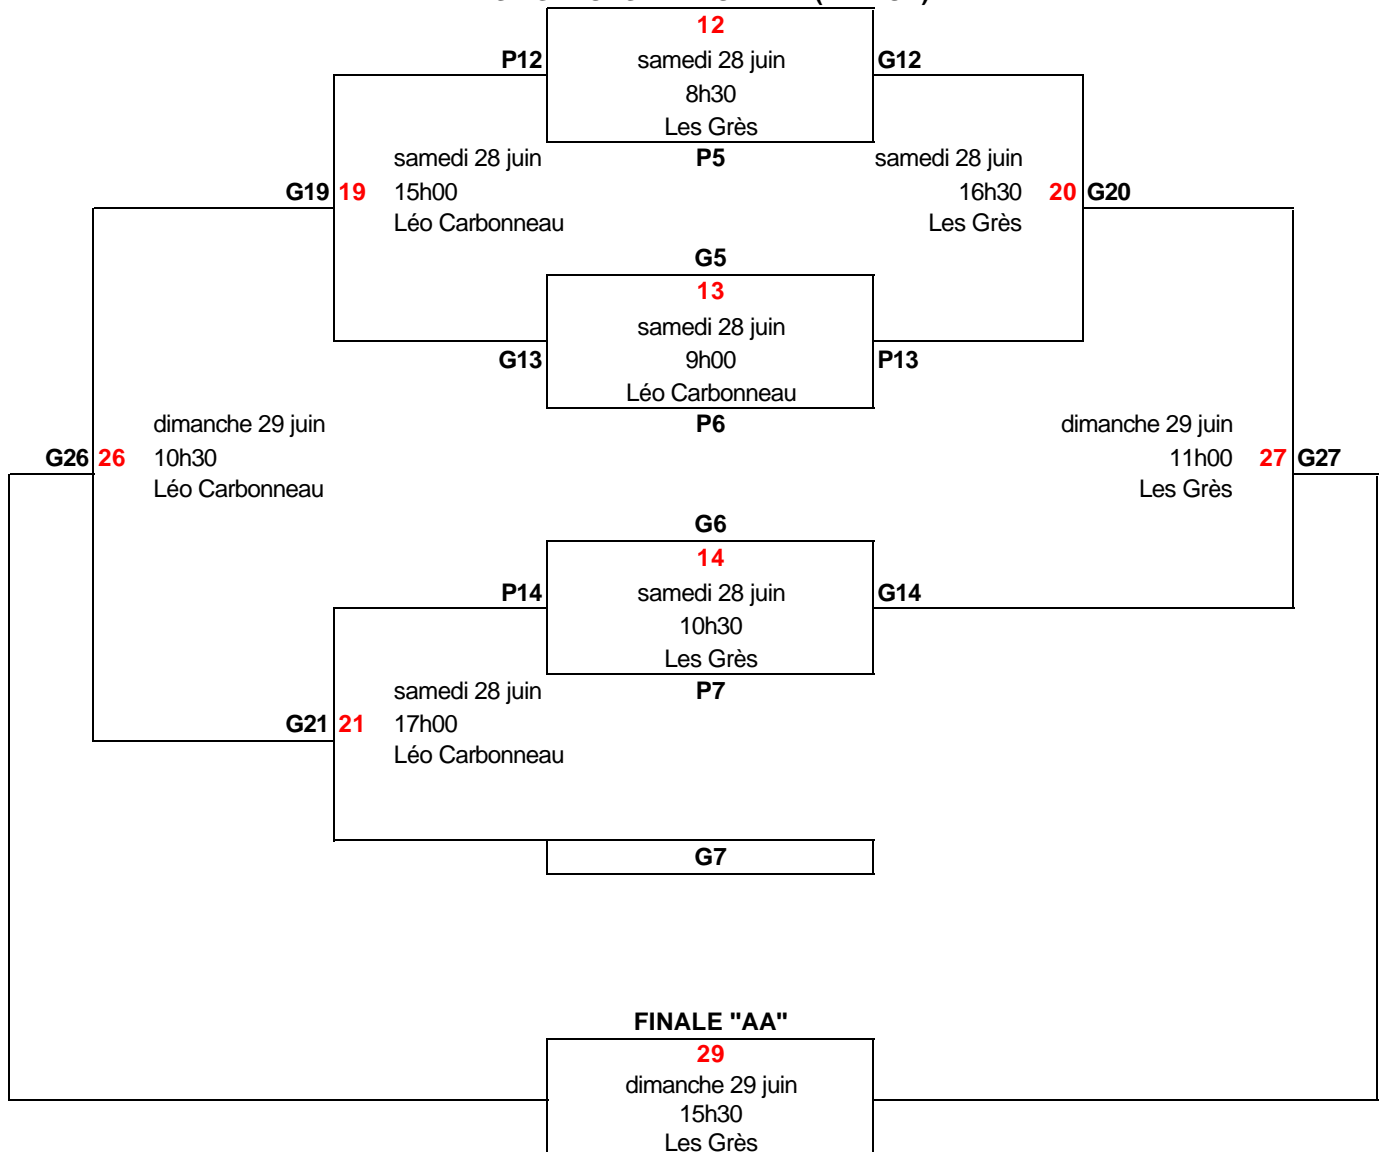 12
P12 samedi 28 juin G12
8h30
Les Grès
samedi 28 juin P5 samedi 28 juin
G19 19 15h00 16h30 20 G20
Léo Carbonneau Les Grès
G5
13
samedi 28 juin
G13 9h00 P13
Léo Carbonneau
dimanche 29 juin P6 dimanche 29 juin
G26 26 10h30 11h00 27 G27
Léo Carbonneau Les Grès
G6
14
P14 samedi 28 juin G14
10h30
Les Grès
samedi 28 juin P7
G21 21 17h00
Léo Carbonneau
G7
FINALE "AA"
29
dimanche 29 juin
15h30
Les Grès